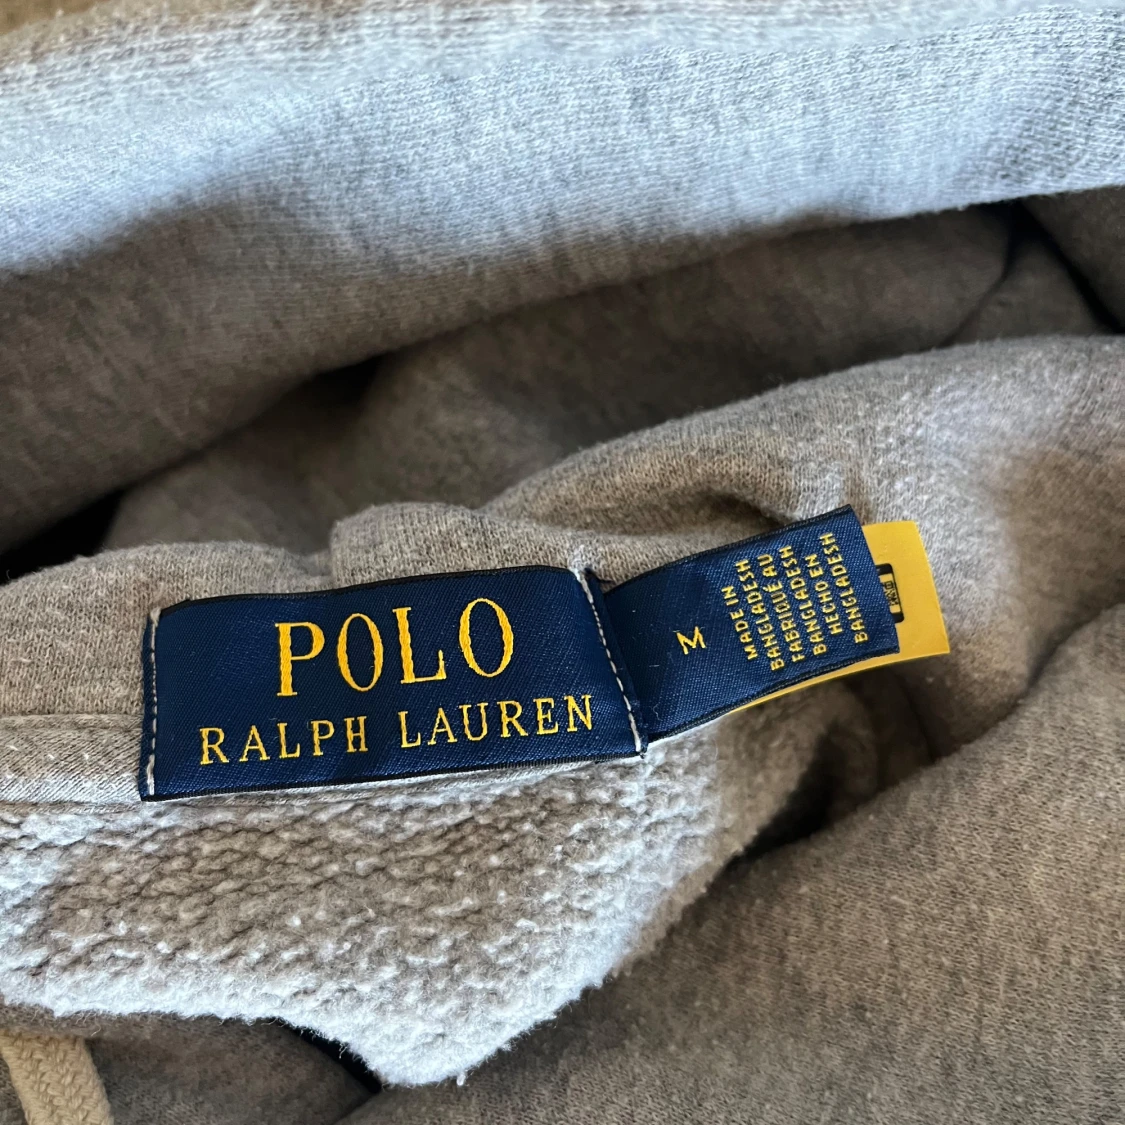 POLO
RALPH LAUREN
M
MADE IN
BANGLADESH
FABRIQUÉ AU
BANGLADESH
HECHO EN
BANGLADESH